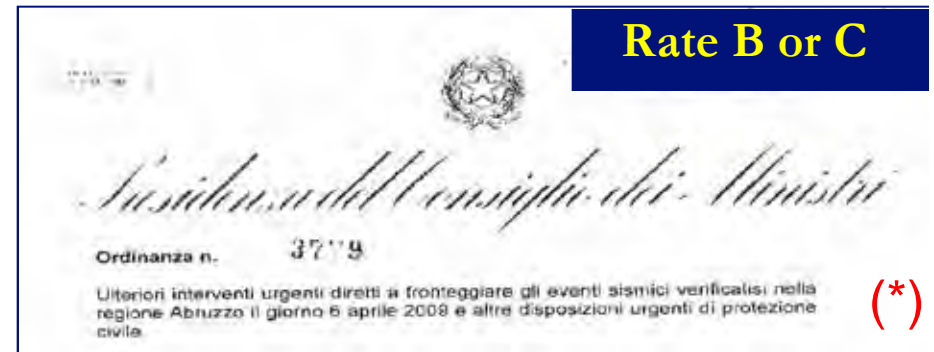 Rate B or C
Presidenza del Consiglio dei Ministri
Ordinanza n.
Ulteriori interventi urgenti diretti a fronteggiare gli eventi sismici verificatisi nella
regione Abruzzo il giorno 6 aprile 2009 e altre disposizioni urgenti di protezione
civile.
(*)